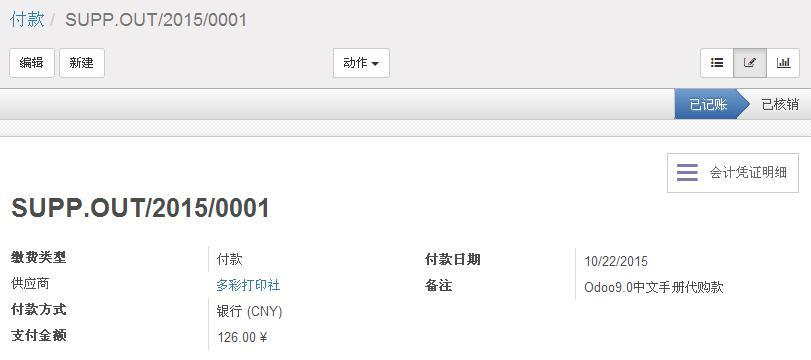 付款 / SUPP.OUT/2015/0001
编辑 新建 动作
已记账 已核销
会计凭证明细
SUPP.OUT/2015/0001
缴费类型 付款 付款日期 10/22/2015
供应商 多彩打印社 备注 Odoo9.0中文手册代购款
付款方式 银行 (CNY)
支付金额 126.00 ¥